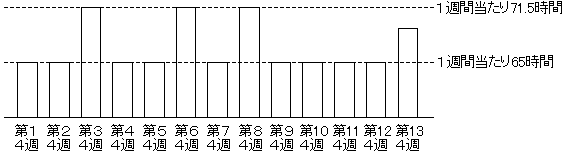 1週間当たり71.5時間
1週間当たり65時間
第1 第2 第3 第4 第5 第6 第7 第8 第9 第10 第11 第12 第13
4週 4週 4週 4週 4週 4週 4週 4週 4週 4週 4週 4週 4週